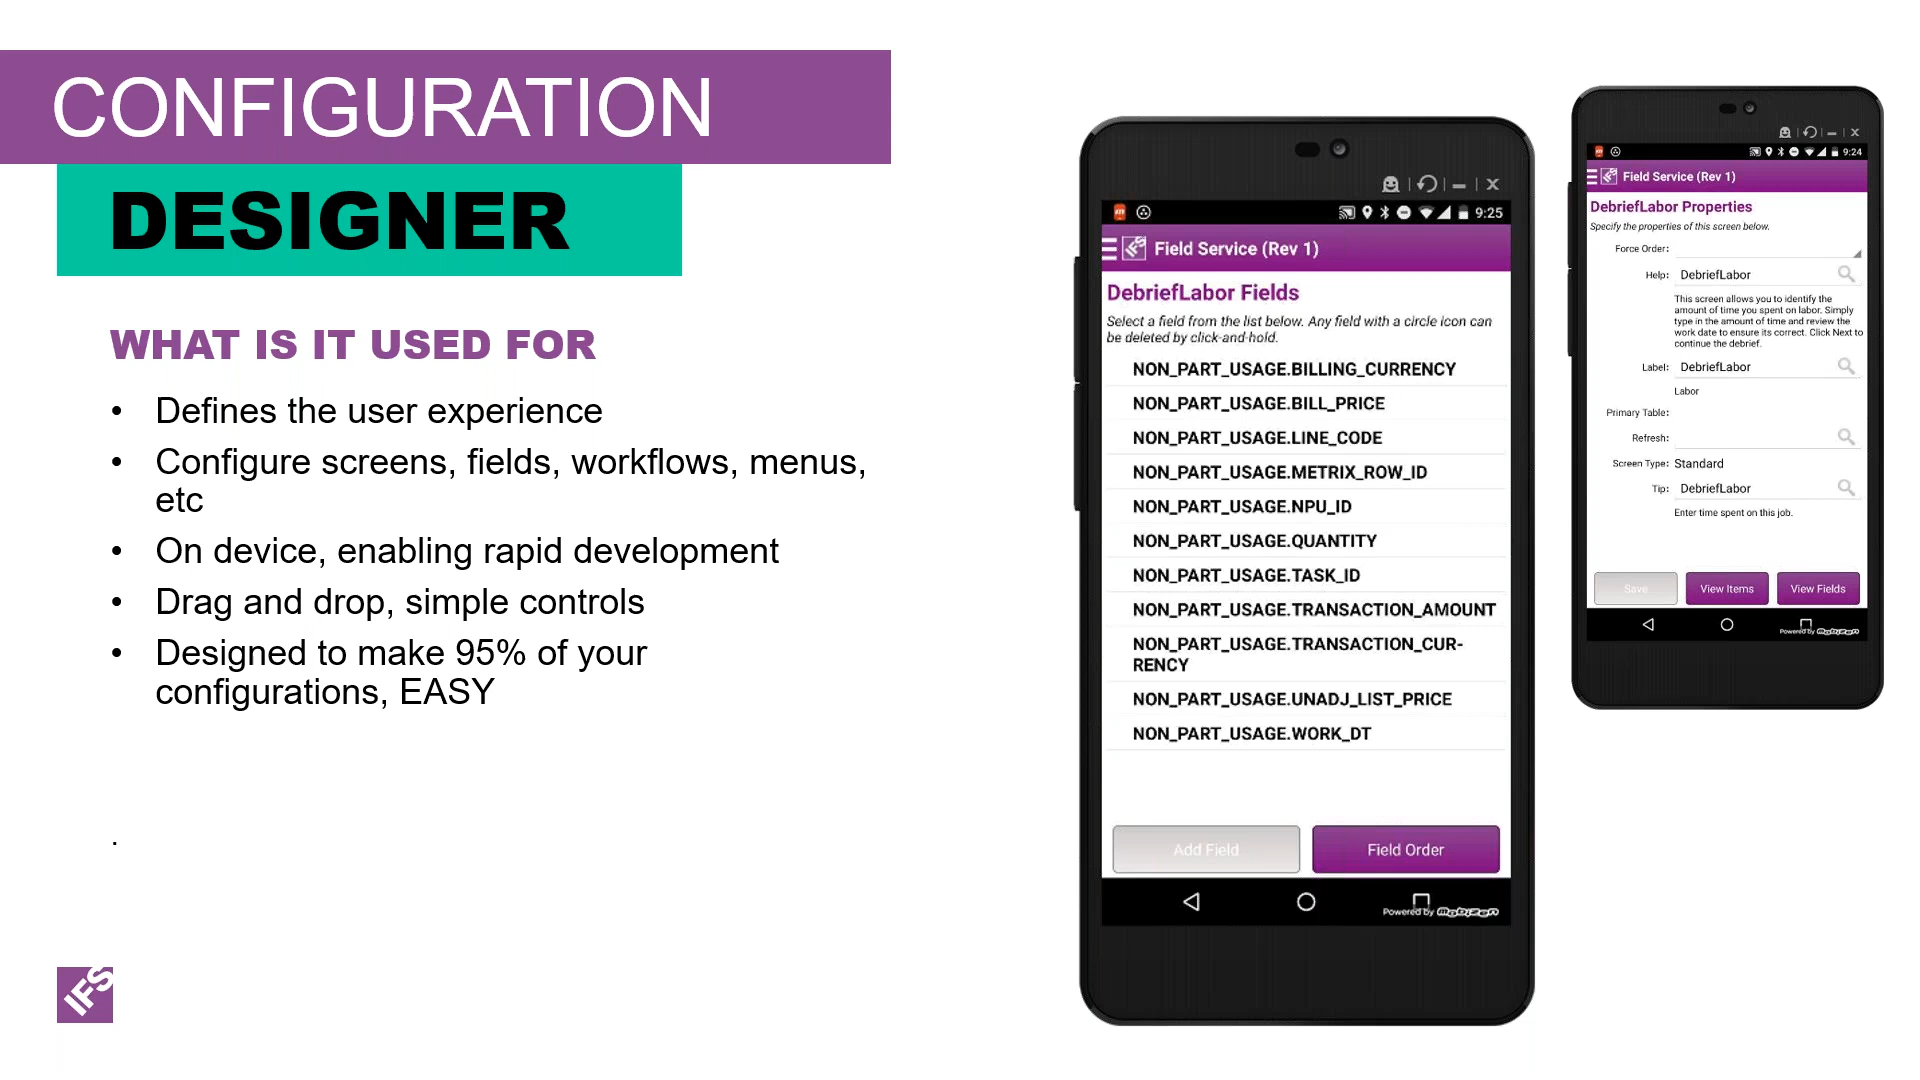 CONFIGURATION
DESIGNER
WHAT IS IT USED FOR
• Defines the user experience
• Configure screens, fields, workflows, menus,
etc
• On device, enabling rapid development
• Drag and drop, simple controls
• Designed to make 95% of your
configurations, EASY
.
IFS
9:25
Field Service (Rev 1)
DebriefLabor Fields
Select a field from the list below. Any field with a circle icon can
be deleted by click-and-hold.
NON_PART_USAGE.BILLING_CURRENCY
NON_PART_USAGE.BILL_PRICE
NON_PART_USAGE.LINE_CODE
NON_PART_USAGE.METRIX_ROW_ID
NON_PART_USAGE.NPU_ID
NON_PART_USAGE.QUANTITY
NON_PART_USAGE.TASK_ID
NON_PART_USAGE.TRANSACTION_AMOUNT
NON_PART_USAGE.TRANSACTION_CUR-
RENCY
NON_PART_USAGE.UNADJ_LIST_PRICE
NON_PART_USAGE.WORK_DT
Add Field
Field Order
Powered by mobizen
9:24
Field Service (Rev 1)
DebriefLabor Properties
Specify the properties of this screen below.
Force Order:
Help: DebriefLabor
This screen allows you to identify the
amount of time you spent on labor. Simply
type in the amount of time and review the
work date to ensure its correct. Click Next to
continue the debrief.
Label: DebriefLabor
Labor
Primary Table:
Refresh:
Screen Type: Standard
Tip: DebriefLabor
Enter time spent on this job.
Save
View Items
View Fields
Powered by mobizen